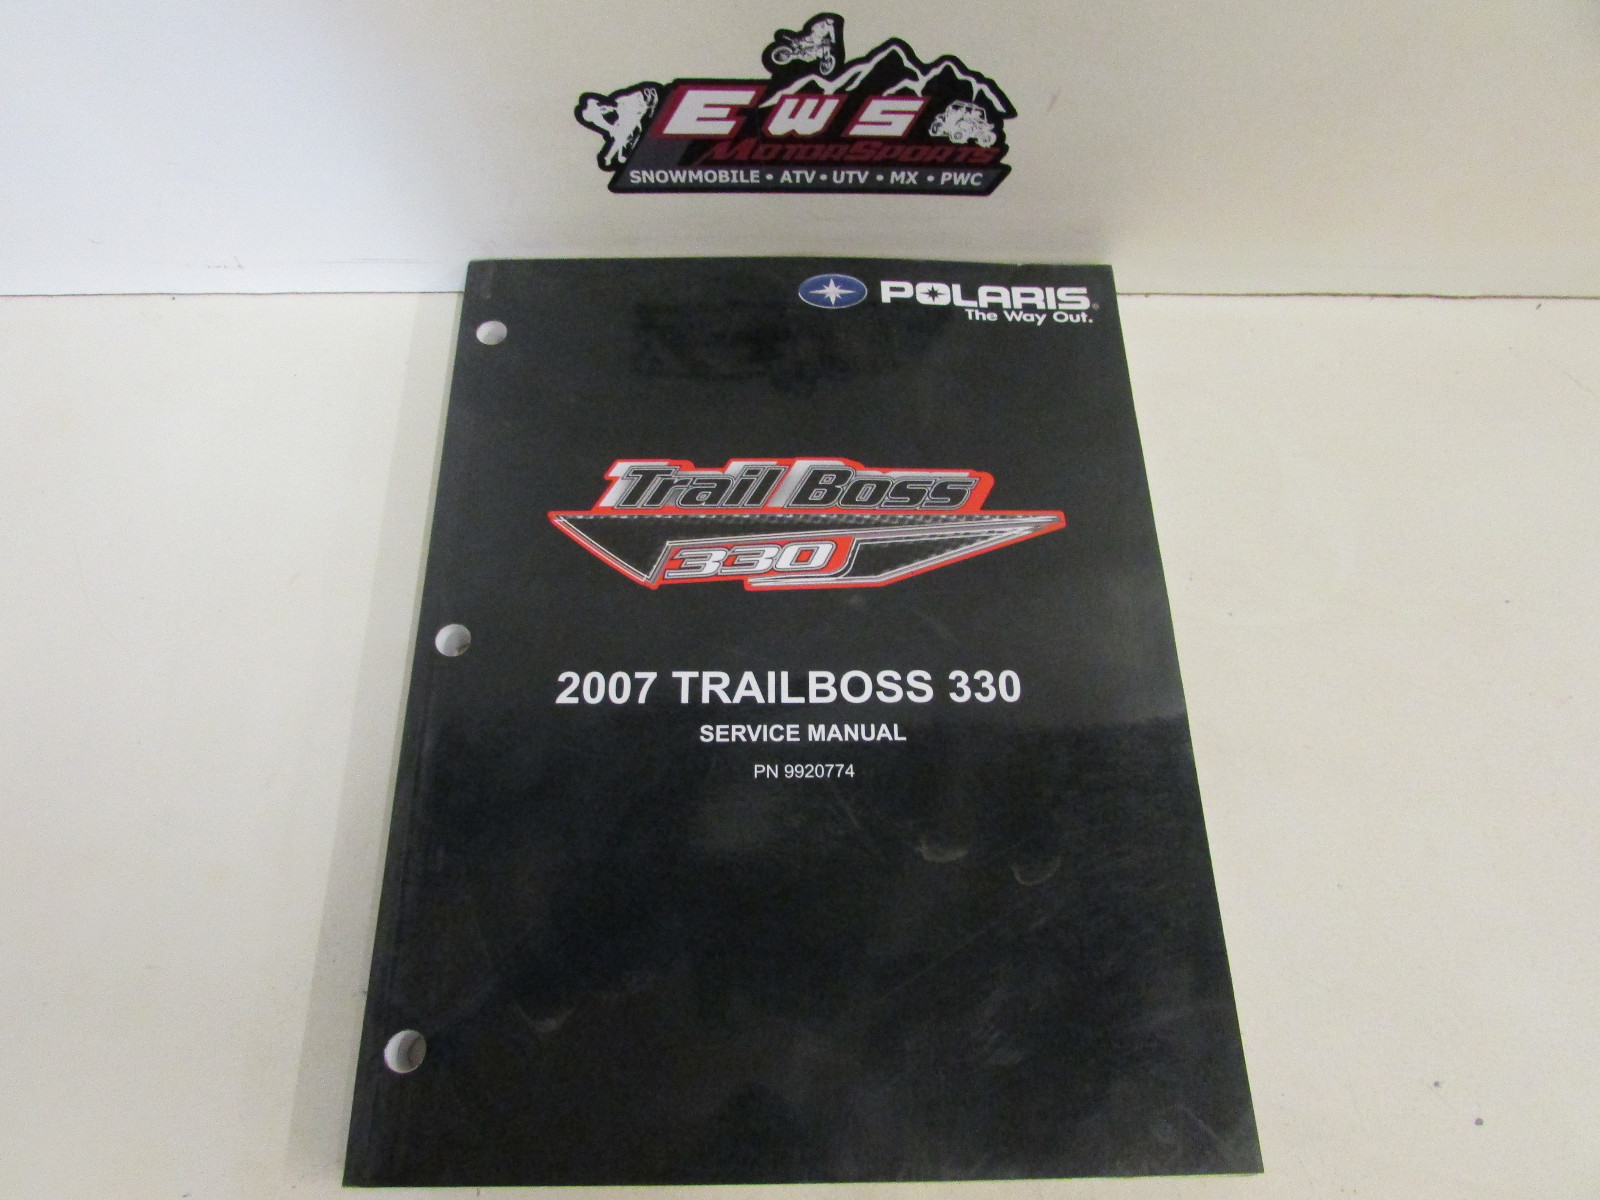 EWS
MOTORSPORTS
SNOWMOBILE • ATV • UTV • MX • PWC
POLARIS®
The Way Out.
Trail Boss
330
2007 TRAILBOSS 330
SERVICE MANUAL
PN 9920774